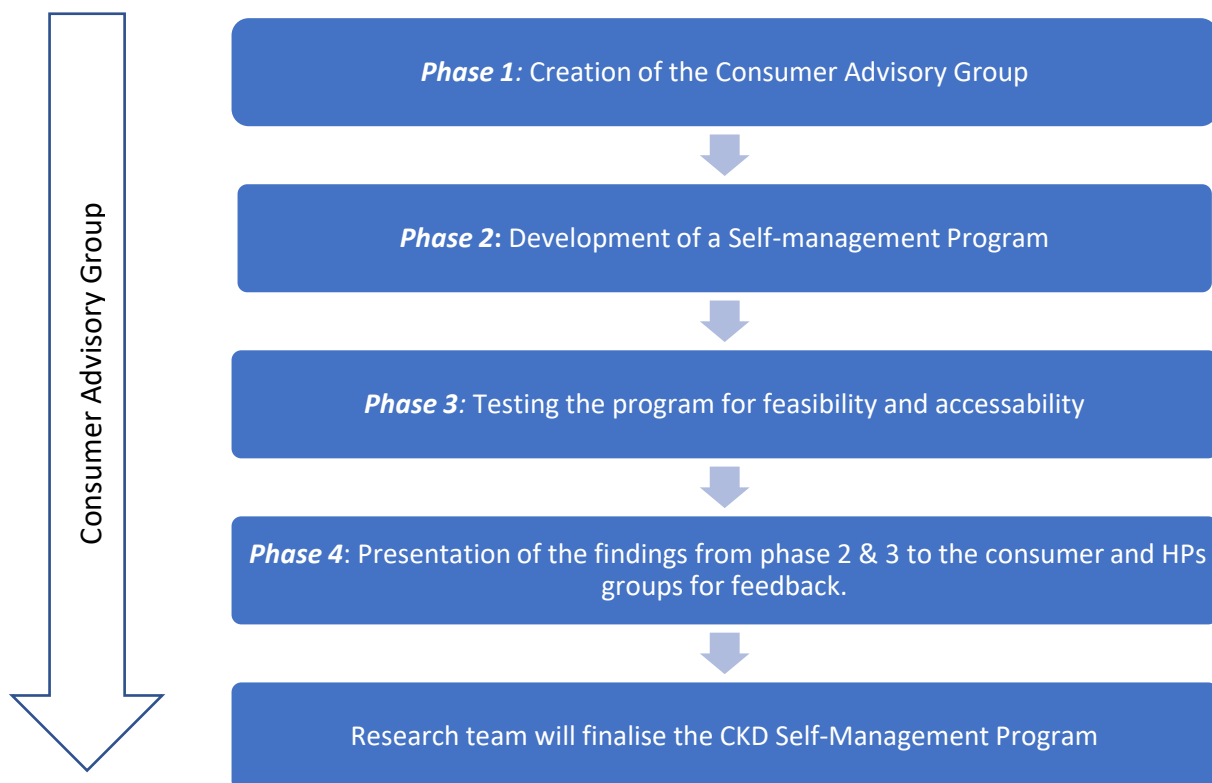 Consumer Advisory Group
Phase 1: Creation of the Consumer Advisory Group
Phase 2: Development of a Self-management Program
Phase 3: Testing the program for feasibility and accessability
Phase 4: Presentation of the findings from phase 2 & 3 to the consumer and HPs
groups for feedback.
Research team will finalise the CKD Self-Management Program